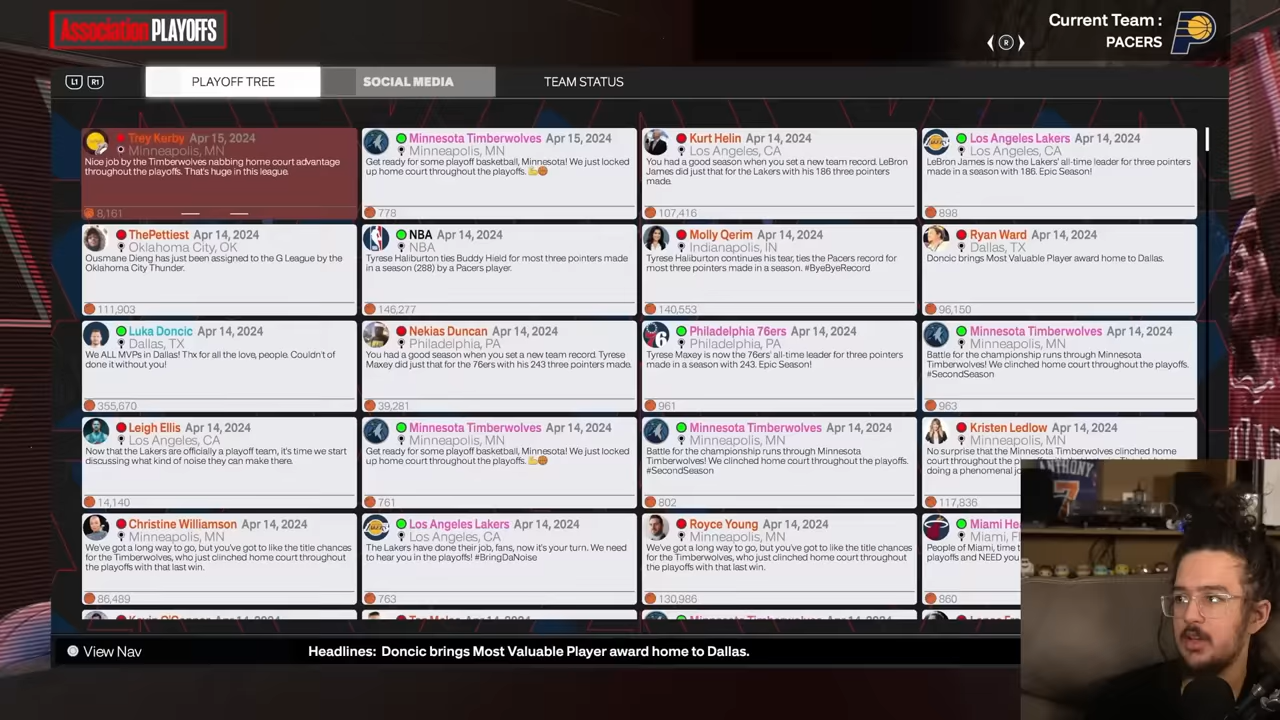 Association PLAYOFFS
Current Team :
PACERS
R
L1 R1
PLAYOFF TREE
SOCIAL MEDIA
TEAM STATUS
Trey Kerby Apr 15, 2024
Minneapolis, MN
Nice job by the Timberwolves nabbing home court advantage
throughout the playoffs. That's huge in this league.
8,161
Minnesota Timberwolves Apr 15, 2024
Minneapolis, MN
Get ready for some playoff basketball, Minnesota! We just locked
up home court throughout the playoffs.
778
Kurt Helin Apr 14, 2024
Los Angeles, CA
You had a good season when you set a new team record. LeBron
James did just that for the Lakers with his 186 three pointers
made.
107,416
Los Angeles Lakers Apr 14, 2024
Los Angeles, CA
LeBron James is now the Lakers' all-time leader for three pointers
made in a season with 186. Epic Season!
898
ThePettiest Apr 14, 2024
Oklahoma City, OK
Ousmane Dieng has just been assigned to the G League by the
Oklahoma City Thunder.
111,903
NBA Apr 14, 2024
NBA
Tyrese Haliburton ties Buddy Hield for most three pointers made
in a season (288) by a Pacers player.
146,277
Molly Qerim Apr 14, 2024
Indianapolis, IN
Tyrese Haliburton continues his tear, ties the Pacers record for
most three pointers made in a season. #ByeByeRecord
140,553
Ryan Ward Apr 14, 2024
Dallas, TX
Doncic brings Most Valuable Player award home to Dallas.
96,150
Luka Doncic Apr 14, 2024
Dallas, TX
We ALL MVPs in Dallas! Thx for all the love, people. Couldn't of
done it without you!
355,670
Nekias Duncan Apr 14, 2024
Philadelphia, PA
You had a good season when you set a new team record. Tyrese
Maxey did just that for the 76ers with his 243 three pointers made.
39,281
Philadelphia 76ers Apr 14, 2024
Philadelphia, PA
Tyrese Maxey is now the 76ers' all-time leader for three pointers
made in a season with 243. Epic Season!
961
Minnesota Timberwolves Apr 14, 2024
Minneapolis, MN
Battle for the championship runs through Minnesota
Timberwolves! We clinched home court throughout the playoffs.
#SecondSeason
963
Leigh Ellis Apr 14, 2024
Los Angeles, CA
Now that the Lakers are officially a playoff team, it's time we start
discussing what kind of noise they can make there.
14,140
Minnesota Timberwolves Apr 14, 2024
Minneapolis, MN
Get ready for some playoff basketball, Minnesota! We just locked
up home court throughout the playoffs.
761
Minnesota Timberwolves Apr 14, 2024
Minneapolis, MN
Battle for the championship runs through Minnesota
Timberwolves! We clinched home court throughout the playoffs.
#SecondSeason
802
Kristen Ledlow Apr 14, 2024
Minneapolis, MN
No surprise that the Minnesota Timberwolves clinched home
court throughout the
doing a phenomenal
117,836
Christine Williamson Apr 14, 2024
Minneapolis, MN
We've got a long way to go, but you've got to like the title chances
for the Timberwolves, who just clinched home court throughout
the playoffs with that last win.
86,489
Los Angeles Lakers Apr 14, 2024
Los Angeles, CA
The Lakers have done their job, fans, now it's your turn. We need
to hear you in the playoffs! #BringDaNoise
763
Royce Young Apr 14, 2024
Minneapolis, MN
We've got a long way to go, but you've got to like the title chances
for the Timberwolves, who just clinched home court throughout
the playoffs with that last win.
130,986
Miami
Miami,
People of Miami, time
playoffs and NEED
860
Minnesota Timberwolves Apr 14, 2024
View Nav
Headlines: Doncic brings Most Valuable Player award home to Dallas.